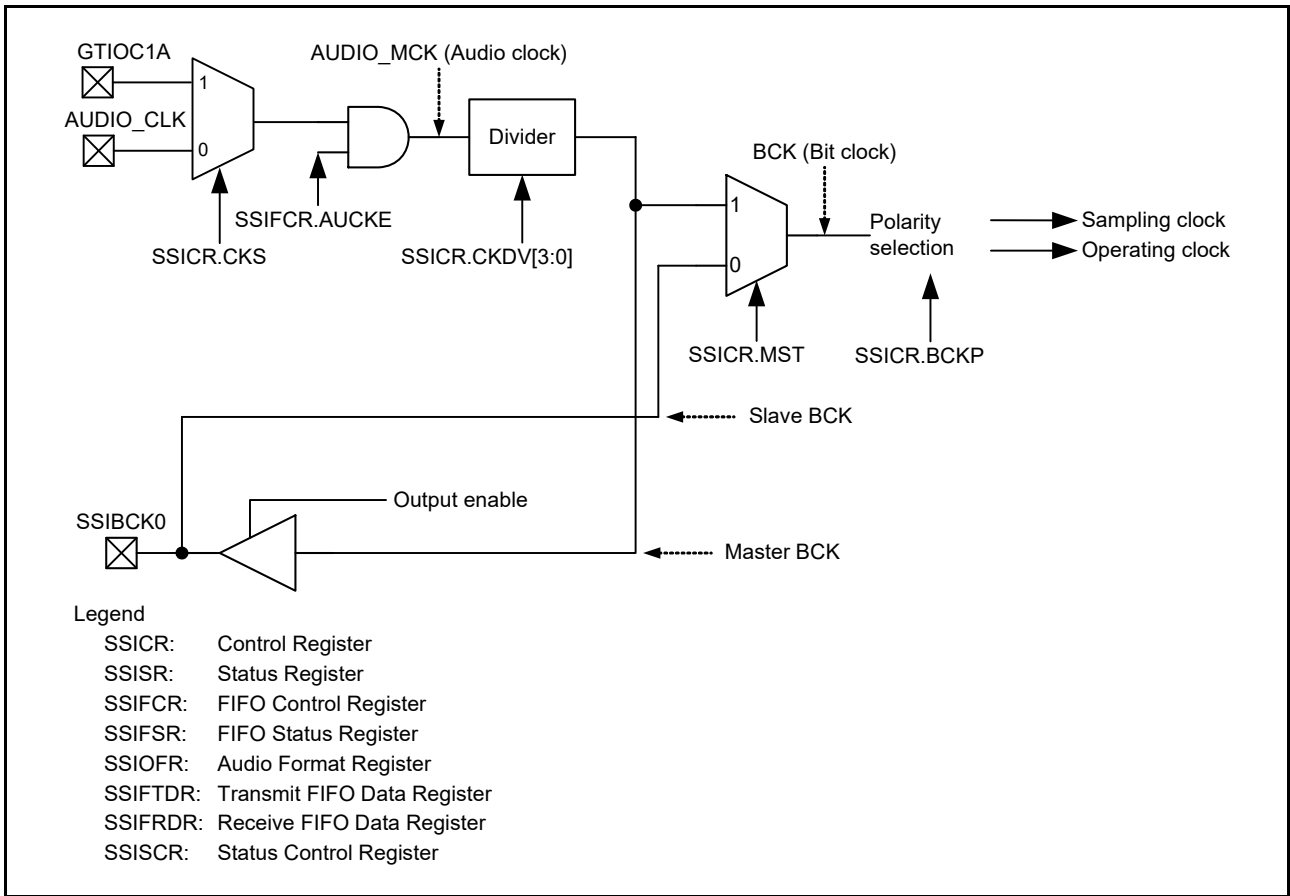 GTIOC1A
AUDIO_MCK (Audio clock)
1
AUDIO_CLK
Divider
0
BCK (Bit clock)
SSIFCR.AUCKE
1
Polarity
selection
Sampling clock
Operating clock
SSICR.CKS
SSICR.CKDV[3:0]
0
SSICR.MST
SSICR.BCKP
Slave BCK
Output enable
SSIBCK0
Master BCK
Legend
SSICR: Control Register
SSISR: Status Register
SSIFCR: FIFO Control Register
SSIFSR: FIFO Status Register
SSIOFR: Audio Format Register
SSIFTDR: Transmit FIFO Data Register
SSIFRDR: Receive FIFO Data Register
SSISCR: Status Control Register